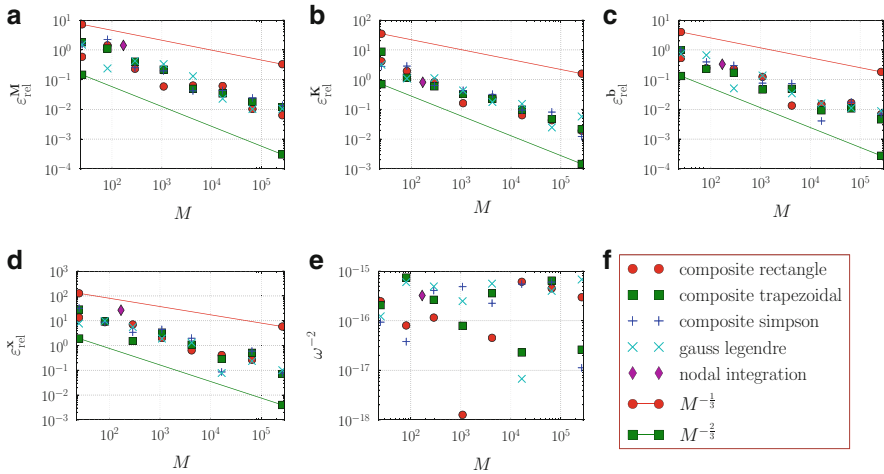 a
ε_rel^M
10^2
10^1
10^0
10^-1
10^-2
10^-3
10^-4
10^2 10^3 10^4 10^5
M
b
ε_rel^K
10^2
10^1
10^0
10^-1
10^-2
10^-3
10^2 10^3 10^4 10^5
M
c
ε_rel^b
10^1
10^0
10^-1
10^-2
10^-3
10^-4
10^2 10^3 10^4 10^5
M
d
ε_rel^x
10^3
10^2
10^1
10^0
10^-1
10^-2
10^-3
10^2 10^3 10^4 10^5
M
e
ω^-2
10^-15
10^-16
10^-17
10^-18
10^2 10^3 10^4 10^5
M
f
composite rectangle
composite trapezoidal
composite simpson
gauss legendre
nodal integration
M^-1/3
M^-2/3